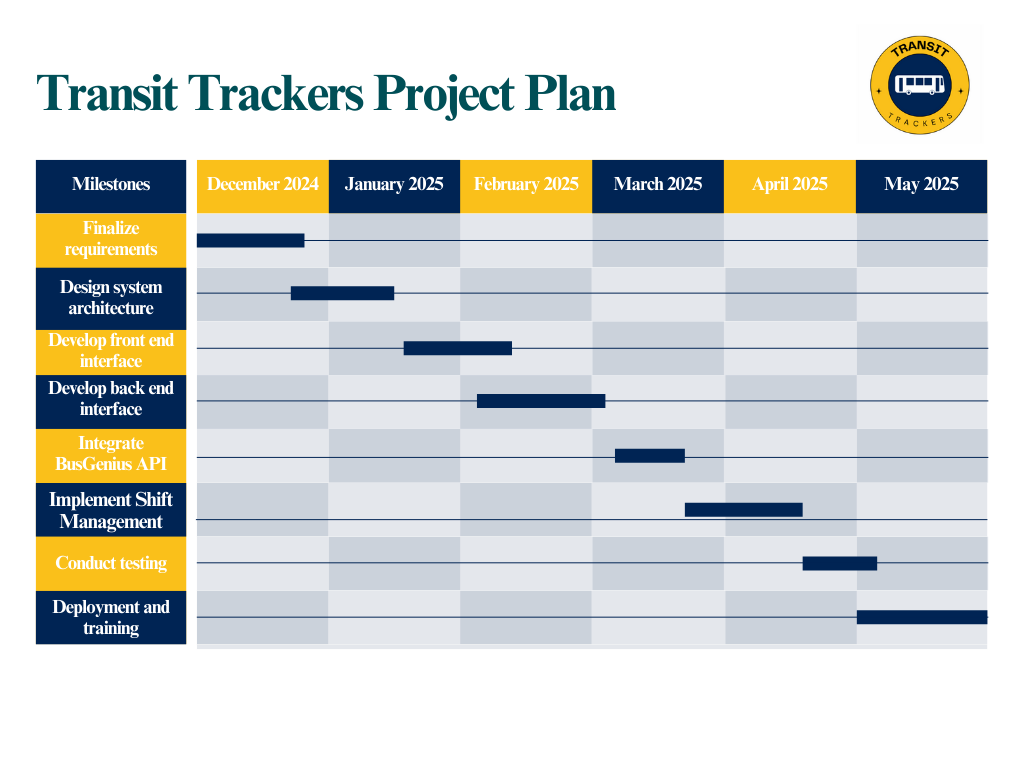 TRANSIT
TRACKERS
Transit Trackers Project Plan
Milestones
December 2024
January 2025
February 2025
March 2025
April 2025
May 2025
Finalize
requirements
Design system
architecture
Develop front end
interface
Develop back end
interface
Integrate
BusGenius API
Implement Shift
Management
Conduct testing
Deployment and
training